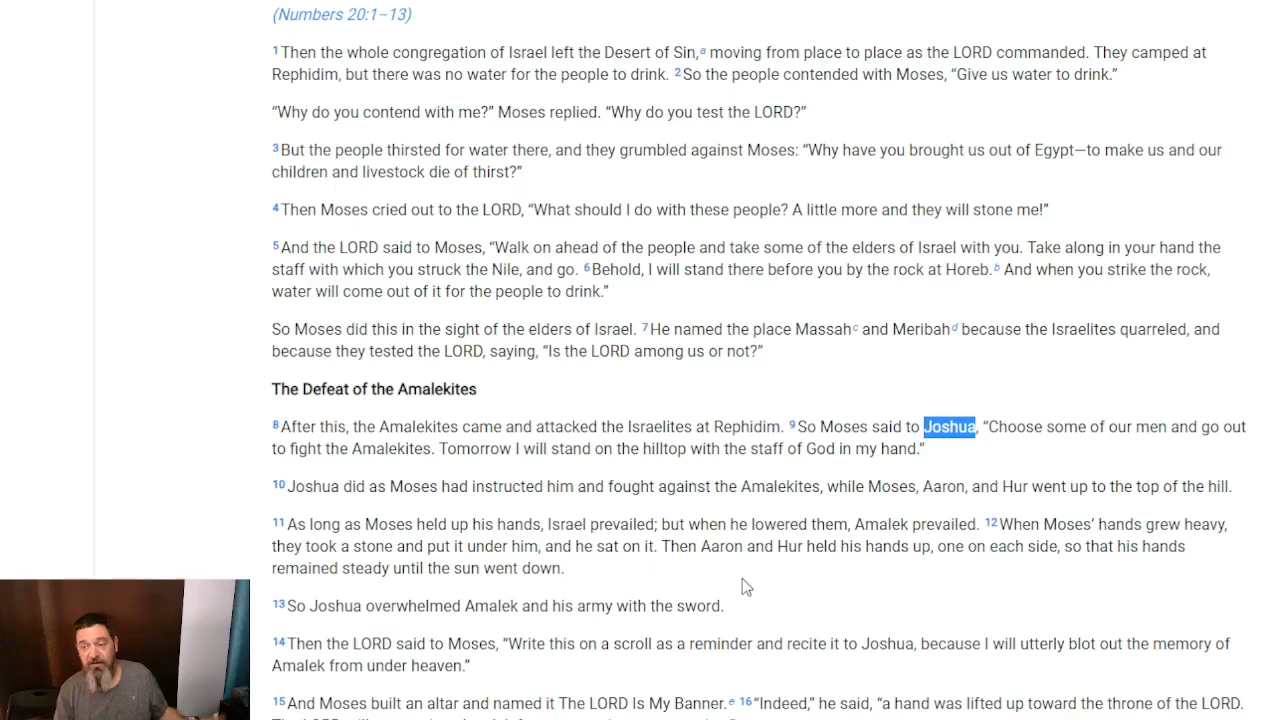 (Numbers 20:1–13)
1 Then the whole congregation of Israel left the Desert of Sin,a moving from place to place as the LORD commanded. They camped at
Rephidim, but there was no water for the people to drink. 2 So the people contended with Moses, “Give us water to drink.”
“Why do you contend with me?” Moses replied. “Why do you test the LORD?”
3 But the people thirsted for water there, and they grumbled against Moses: “Why have you brought us out of Egypt—to make us and our
children and livestock die of thirst?”
4 Then Moses cried out to the LORD, “What should I do with these people? A little more and they will stone me!”
5 And the LORD said to Moses, “Walk on ahead of the people and take some of the elders of Israel with you. Take along in your hand the
staff with which you struck the Nile, and go. 6 Behold, I will stand there before you by the rock at Horeb.b And when you strike the rock,
water will come out of it for the people to drink.”
So Moses did this in the sight of the elders of Israel. 7 He named the place Massahc and Meribahd because the Israelites quarreled, and
because they tested the LORD, saying, “Is the LORD among us or not?”
The Defeat of the Amalekites
8 After this, the Amalekites came and attacked the Israelites at Rephidim. 9 So Moses said to Joshua, “Choose some of our men and go out
to fight the Amalekites. Tomorrow I will stand on the hilltop with the staff of God in my hand.”
10 Joshua did as Moses had instructed him and fought against the Amalekites, while Moses, Aaron, and Hur went up to the top of the hill.
11 As long as Moses held up his hands, Israel prevailed; but when he lowered them, Amalek prevailed. 12 When Moses’ hands grew heavy,
they took a stone and put it under him, and he sat on it. Then Aaron and Hur held his hands up, one on each side, so that his hands
remained steady until the sun went down.
13 So Joshua overwhelmed Amalek and his army with the sword.
14 Then the LORD said to Moses, “Write this on a scroll as a reminder and recite it to Joshua, because I will utterly blot out the memory of
Amalek from under heaven.”
15 And Moses built an altar and named it The LORD Is My Banner.e 16 “Indeed,” he said, “a hand was lifted up toward the throne of the LORD.